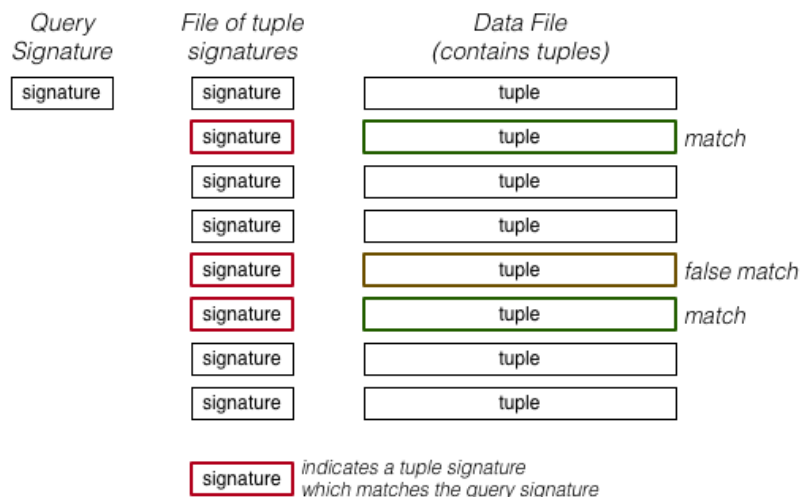 Query
Signature
File of tuple
signatures
Data File
(contains tuples)
signature
signature
tuple
signature
tuple
match
signature
tuple
signature
tuple
signature
tuple
false match
signature
tuple
match
signature
tuple
signature
tuple
signature
indicates a tuple signature
which matches the query signature